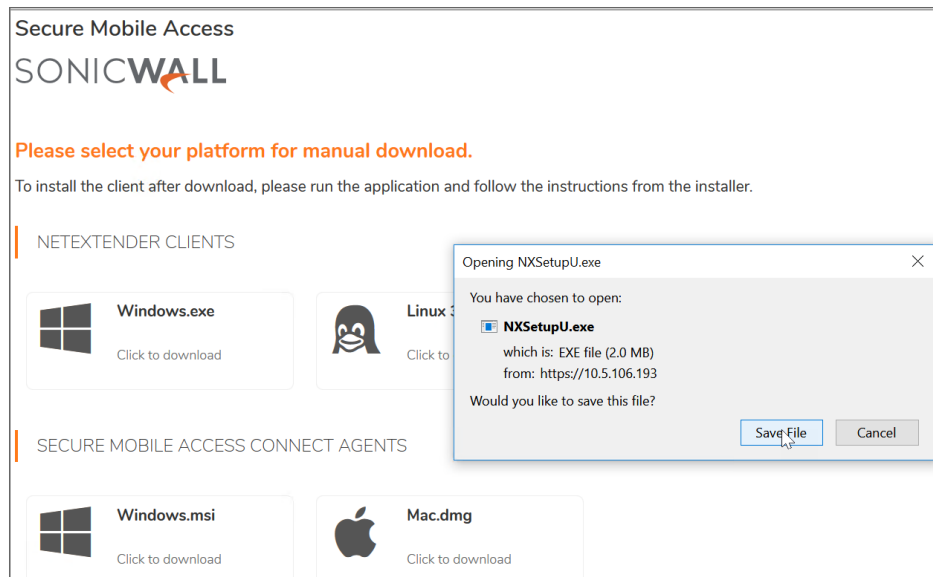 Secure Mobile Access
SONICWALL
Please select your platform for manual download.
To install the client after download, please run the application and follow the instructions from the installer.
NETEXTENDER CLIENTS
Windows.exe
Click to download
Linux
Click to
Opening NXSetupU.exe
You have chosen to open:
NXSetupU.exe
which is: EXE file (2.0 MB)
from: https://10.5.106.193
Would you like to save this file?
Save File
Cancel
SECURE MOBILE ACCESS CONNECT AGENTS
Windows.msi
Click to download
Mac.dmg
Click to download